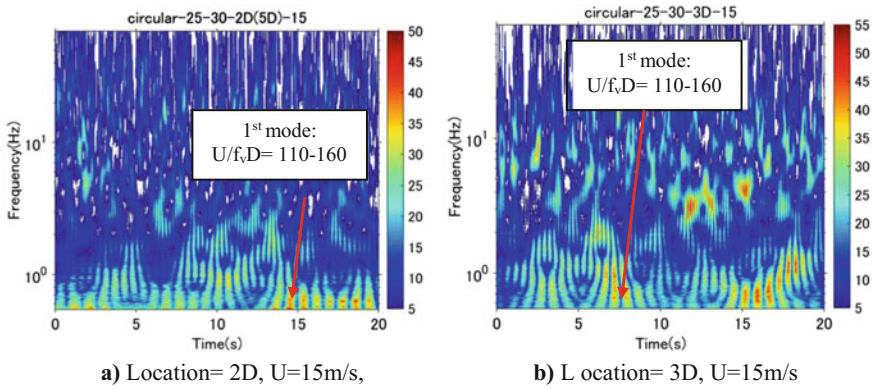 circular-25-30-2D(5D)-15
Frequency(Hz)
10¹
10⁰
1st mode:
U/fvD= 110-160
0 5 10 15 20
Time(s)
50
45
40
35
30
25
20
15
10
5
a) Location= 2D, U=15m/s,
circular-25-30-3D-15
Frequency(Hz)
10¹
10⁰
1st mode:
U/fvD= 110-160
0 5 10 15 20
Time(s)
55
50
45
40
35
30
25
20
15
10
5
b) L ocation= 3D, U=15m/s